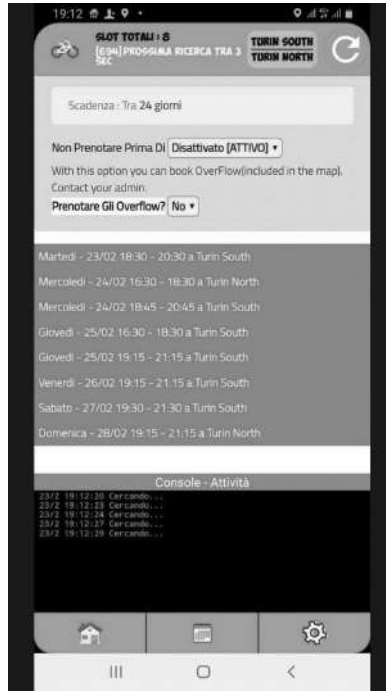 19:12
SLOT TOTALI : 8
[694] PROSSIMA RICERCA TRA 3
SEC
TURIN SOUTH
TURIN NORTH
Scadenza : Tra 24 giorni
Non Prenotare Prima Di Disattivato [ATTIVO]
With this option you can book OverFlow(included in the map).
Contact your admin.
Prenotare Gli Overflow? No
Martedì - 23/02 18:30 - 20:30 a Turin South
Mercoledì - 24/02 16:30 - 18:30 a Turin North
Mercoledì - 24/02 18:45 - 20:45 a Turin South
Giovedì - 25/02 16:30 - 18:30 a Turin South
Giovedì - 25/02 19:15 - 21:15 a Turin South
Venerdì - 26/02 19:15 - 21:15 a Turin South
Sabato - 27/02 19:30 - 21:30 a Turin South
Domenica - 28/02 19:15 - 21:15 a Turin North
Console - Attività
23/2 19:12:20 Cercando...
23/2 19:12:23 Cercando...
23/2 19:12:24 Cercando...
23/2 19:12:27 Cercando...
23/2 19:12:29 Cercando...